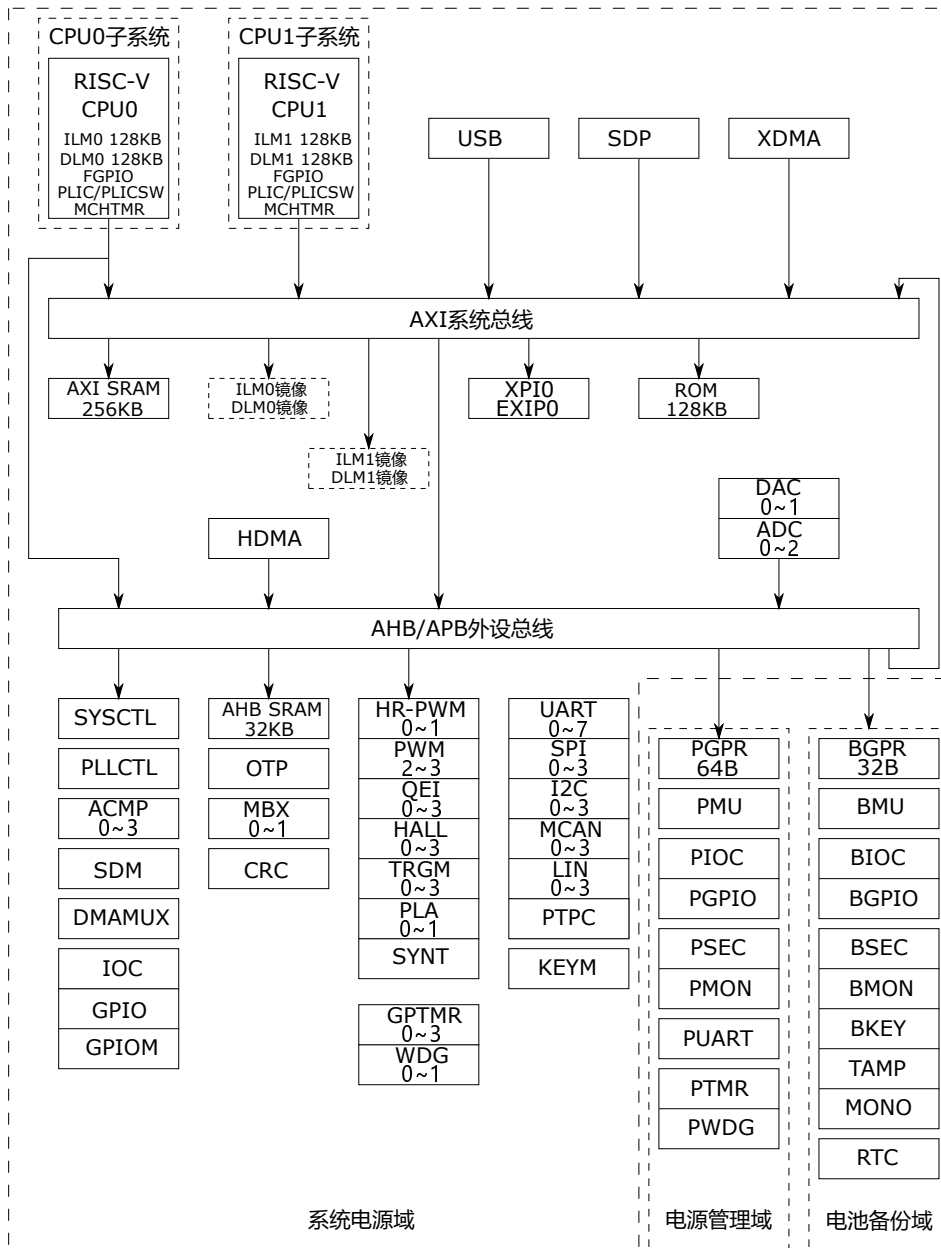 CPU0子系统
RISC-V
CPU0
ILM0 128KB
DLM0 128KB
FGPIO
PLIC/PLICSW
MCHTMR
CPU1子系统
RISC-V
CPU1
ILM1 128KB
DLM1 128KB
FGPIO
PLIC/PLICSW
MCHTMR
USB
SDP
XDMA
AXI系统总线
AXI SRAM
256KB
ILM0镜像
DLM0镜像
ILM1镜像
DLM1镜像
XPI0
EXIP0
ROM
128KB
HDMA
DAC
0~1
ADC
0~2
AHB/APB外设总线
SYSCTL
PLLCTL
ACMP
0~3
SDM
DMAMUX
IOC
GPIO
GPIOM
AHB SRAM
32KB
OTP
MBX
0~1
CRC
HR-PWM
0~1
PWM
2~3
QEI
0~3
HALL
0~3
TRGM
0~3
PLA
0~1
SYNT
GPTMR
0~3
WDG
0~1
UART
0~7
SPI
0~3
I2C
0~3
MCAN
0~3
LIN
0~3
PTPC
KEYM
PGPR
64B
PMU
PIOC
PGPIO
PSEC
PMON
PUART
PTMR
PWDG
BGPR
32B
BMU
BIOC
BGPIO
BSEC
BMON
BKEY
TAMP
MONO
RTC
系统电源域
电源管理域
电池备份域